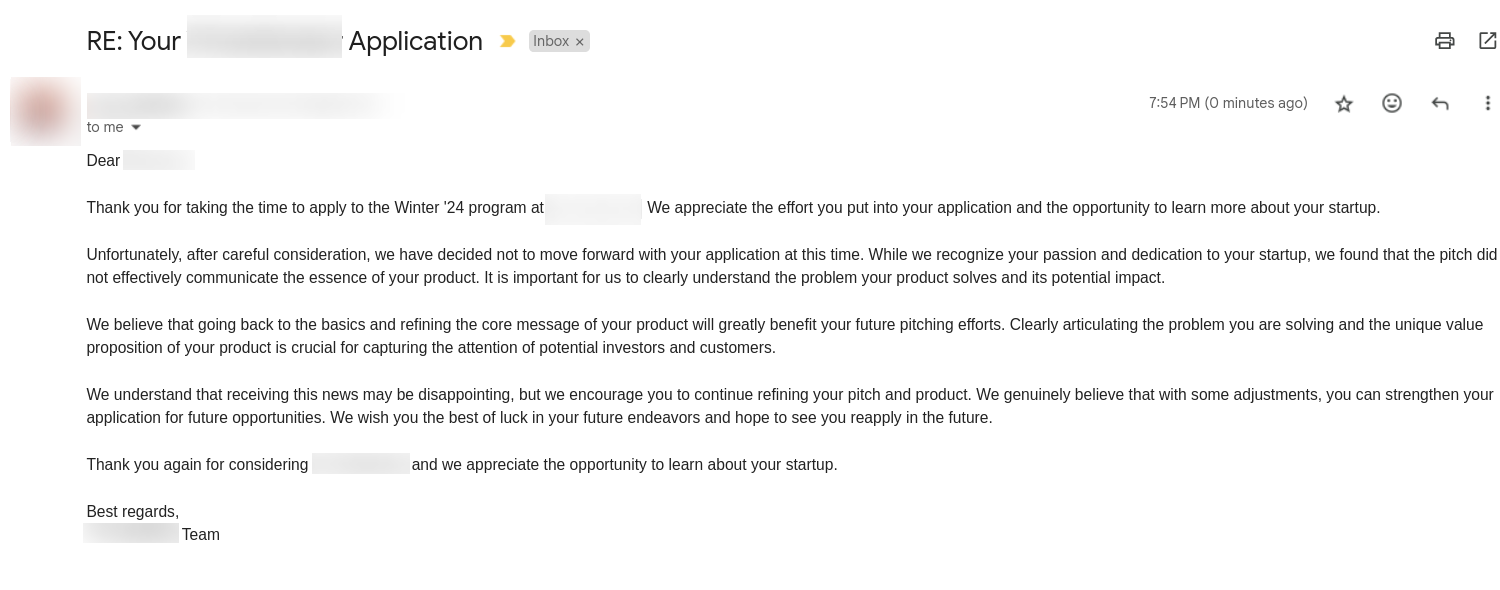 RE: Your Application Inbox ×
7:54 PM (0 minutes ago)
to me
Dear
Thank you for taking the time to apply to the Winter '24 program at We appreciate the effort you put into your application and the opportunity to learn more about your startup.
Unfortunately, after careful consideration, we have decided not to move forward with your application at this time. While we recognize your passion and dedication to your startup, we found that the pitch did
not effectively communicate the essence of your product. It is important for us to clearly understand the problem your product solves and its potential impact.
We believe that going back to the basics and refining the core message of your product will greatly benefit your future pitching efforts. Clearly articulating the problem you are solving and the unique value
proposition of your product is crucial for capturing the attention of potential investors and customers.
We understand that receiving this news may be disappointing, but we encourage you to continue refining your pitch and product. We genuinely believe that with some adjustments, you can strengthen your
application for future opportunities. We wish you the best of luck in your future endeavors and hope to see you reapply in the future.
Thank you again for considering and we appreciate the opportunity to learn about your startup.
Best regards,
Team